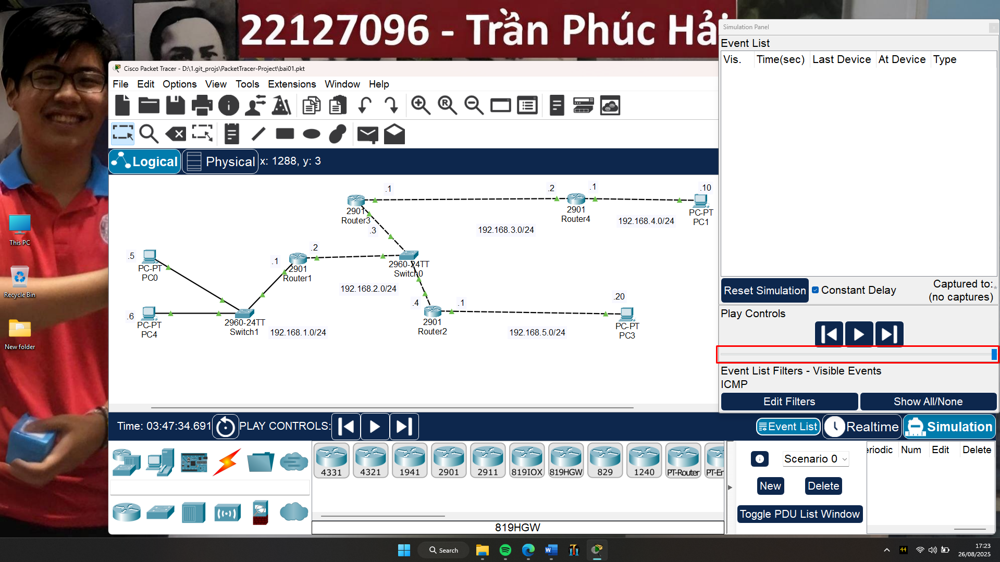 22127096 - Trần Phúc Hải
This PC
Recycle Bin
New folder
Cisco Packet Tracer - D:\1.git_projs\PacketTracer-Project\bai01.pkt
File Edit Options View Tools Extensions Window Help
Logical
Physical
x: 1288, y: 3
.1
.2
.1
.10
2901
Router3
2901
Router4
PC-PT
PC1
.3
192.168.3.0/24
192.168.4.0/24
.5
PC-PT
PC0
.1
.2
2901
Router1
2960-24TT
Switch0
192.168.2.0/24
.6
PC-PT
PC4
2960-24TT
Switch1
192.168.1.0/24
.4
.1
.20
2901
Router2
192.168.5.0/24
PC-PT
PC3
Simulation Panel
Event List
Vis. Time(sec) Last Device At Device Type
Reset Simulation
Constant Delay
Captured to:
(no captures)
*
Play Controls
Event List Filters - Visible Events
ICMP
Edit Filters
Show All/None
Time: 03:47:34.691
PLAY CONTROLS:
Event List
Realtime
Simulation
4331
4321
1941
2901
2911
819IOX
819HGW
829
1240
PT-Router
PT-Er
819HGW
Scenario 0
New
Delete
Toggle PDU List Window
eriodic Num Edit Delete
Search
44
17:23
26/08/2025